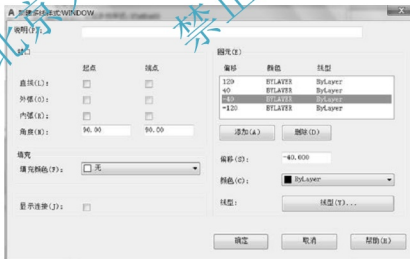 新建多线样式:WINDOW
说明(P):
封口
起点 端点
直线(L):
外弧(O):
内弧(R):
角度(N): 90.00 90.00
填充
填充颜色(F): 无
显示连接(J):
图元(E)
偏移 颜色 线型
120 BYLAYER ByLayer
40 BYLAYER ByLayer
-40 BYLAYER ByLayer
-120 BYLAYER ByLayer
添加(A) 删除(D)
偏移(S): -40.000
颜色(C): ByLayer
线型: 线型(Y)...
确定 取消 帮助(H)
北京
禁止